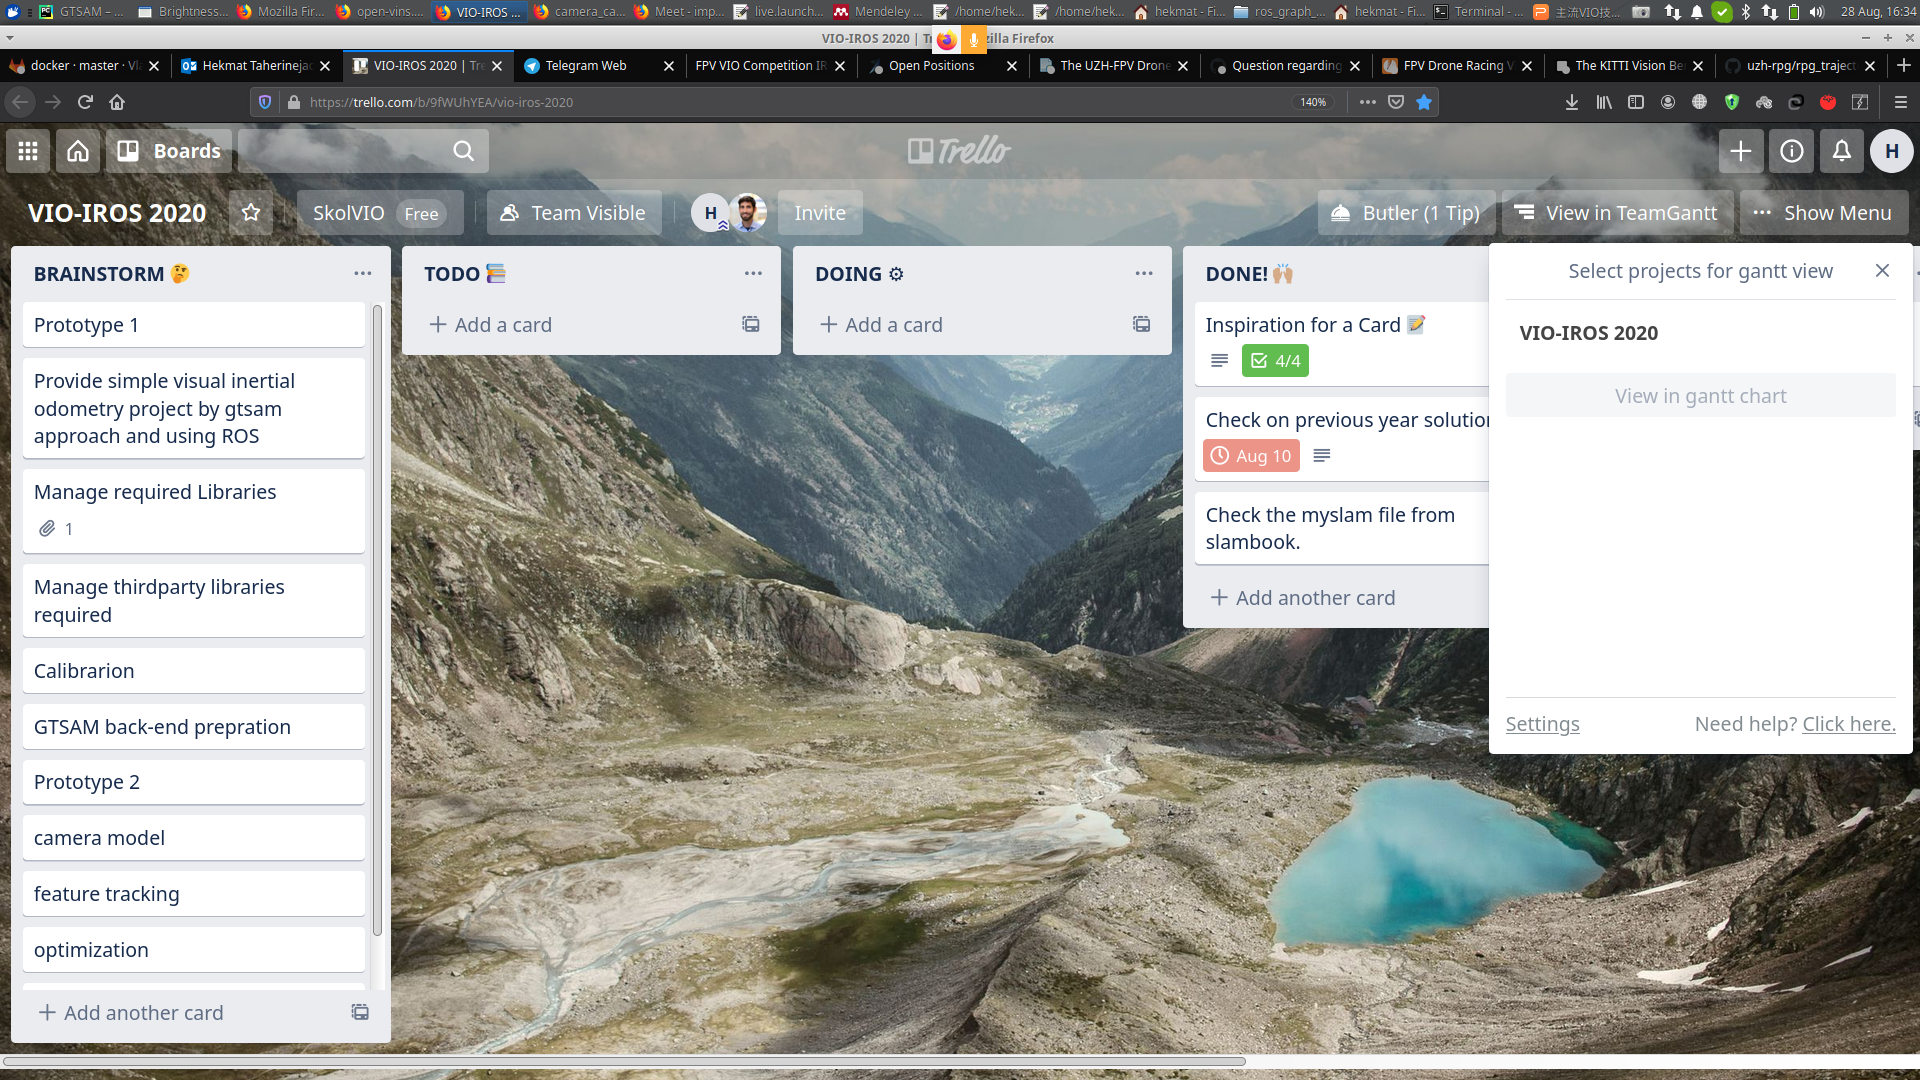 GTSAM – ...
Brightness...
Mozilla Fir...
open-vins....
VIO-IROS ...
camera_ca...
Meet - imp...
live.launch...
Mendeley ...
/home/hek...
/home/hek...
hekmat - Fi...
ros_graph_...
hekmat - Fi...
Terminal - ...
主流VIO技...
28 Aug, 16:34
VIO-IROS 2020 | Tr
zilla Firefox
docker · master · Vl
Hekmat Taherinejad
VIO-IROS 2020 | Tre
Telegram Web
FPV VIO Competition IR
Open Positions
The UZH-FPV Drone
Question regarding
FPV Drone Racing V
The KITTI Vision Be
uzh-rpg/rpg_traject
https://trello.com/b/9fWUhYEA/vio-iros-2020
140%
Boards
Trello
H
VIO-IROS 2020
SkolVIO Free
Team Visible
H
Invite
Butler (1 Tip)
View in TeamGantt
Show Menu
BRAINSTORM 🤔
Prototype 1
Provide simple visual inertial
odometry project by gtsam
approach and using ROS
Manage required Libraries
1
Manage thirdparty libraries
required
Calibrarion
GTSAM back-end prepration
Prototype 2
camera model
feature tracking
optimization
+ Add another card
TODO 📚
+ Add a card
DOING ⚙
+ Add a card
DONE! 🙌🏽
Inspiration for a Card 📝
4/4
Check on previous year solution
Aug 10
Check the myslam file from
slambook.
+ Add another card
Select projects for gantt view
VIO-IROS 2020
View in gantt chart
Settings
Need help? Click here.